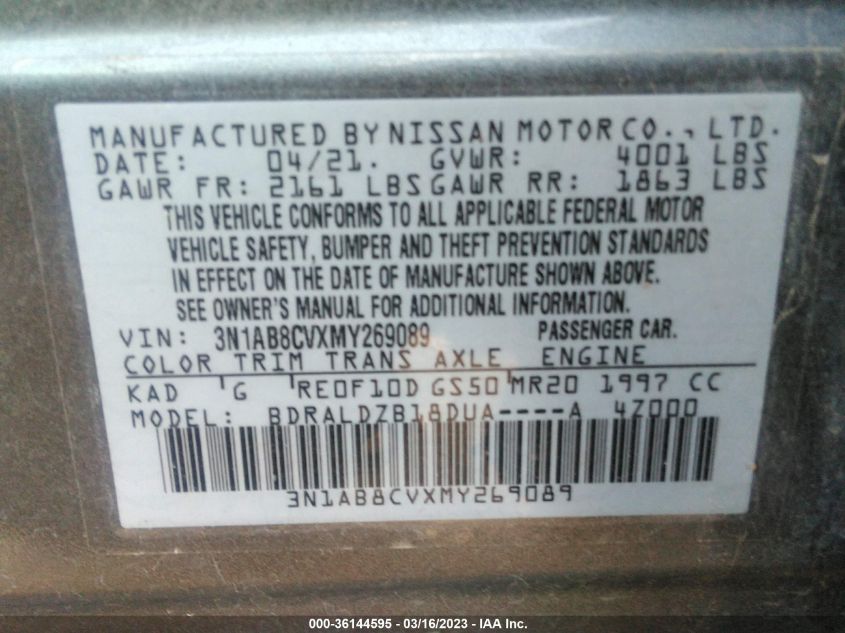 MANUFACTURED BY NISSAN MOTOR CO., LTD.
DATE: 04/21. GVWR: 4001 LBS
GAWR FR: 2161 LBS GAWR RR: 1863 LBS
THIS VEHICLE CONFORMS TO ALL APPLICABLE FEDERAL MOTOR
VEHICLE SAFETY, BUMPER AND THEFT PREVENTION STANDARDS
IN EFFECT ON THE DATE OF MANUFACTURE SHOWN ABOVE.
SEE OWNER'S MANUAL FOR ADDITIONAL INFORMATION.
VIN: 3N1AB8CVXMY269089 PASSENGER CAR.
COLOR TRIM TRANS AXLE ENGINE
KAD G RE0F10D GS50 MR20 1997 CC
MODEL: BDRALDZB18DUA----A 4Z000
3N1AB8CVXMY269089
000-36144595 - 03/16/2023 - IAA Inc.